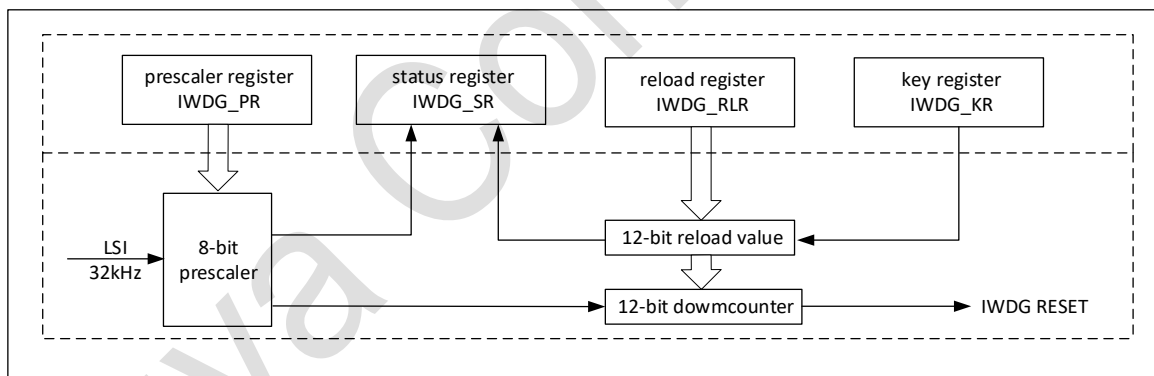 prescaler register
IWDG_PR
status register
IWDG_SR
reload register
IWDG_RLR
key register
IWDG_KR
LSI
32kHz
8-bit
prescaler
12-bit reload value
12-bit dowmcounter
IWDG RESET